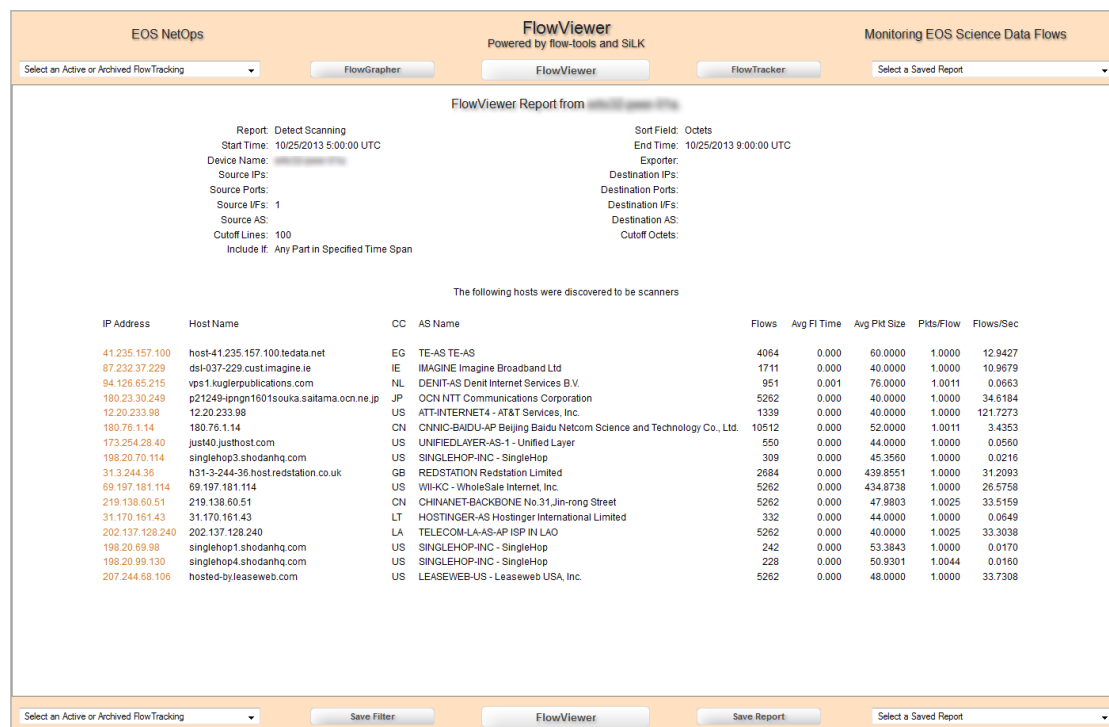 EOS NetOps
FlowViewer
Powered by flow-tools and SiLK
Monitoring EOS Science Data Flows
Select an Active or Archived FlowTracking FlowGrapher FlowViewer FlowTracker Select a Saved Report
FlowViewer Report from
Report: Detect Scanning Sort Field: Octets
Start Time: 10/25/2013 5:00:00 UTC End Time: 10/25/2013 9:00:00 UTC
Device Name: Exporter:
Source IPs: Destination IPs:
Source Ports: Destination Ports:
Source I/Fs: 1 Destination I/Fs:
Source AS: Destination AS:
Cutoff Lines: 100 Cutoff Octets:
Include If: Any Part in Specified Time Span
The following hosts were discovered to be scanners
IP Address Host Name CC AS Name Flows Avg Fl Time Avg Pkt Size Pkts/Flow Flows/Sec
41.235.157.100 host-41.235.157.100.tedata.net EG TE-AS TE-AS 4064 0.000 60.0000 1.0000 12.9427
87.232.37.229 dsl-037-229.cust.imagine.ie IE IMAGINE Imagine Broadband Ltd 1711 0.000 40.0000 1.0000 10.9679
94.126.65.215 vps1.kuglerpublications.com NL DENIT-AS Denit Internet Services B.V. 951 0.001 76.0000 1.0011 0.0663
180.23.30.249 p21249-ipngn1601souka.saitama.ocn.ne.jp JP OCN NTT Communications Corporation 5262 0.000 40.0000 1.0000 34.6184
12.20.233.98 12.20.233.98 US ATT-INTERNET4 - AT&T Services, Inc. 1339 0.000 40.0000 1.0000 121.7273
180.76.1.14 180.76.1.14 CN CNNIC-BAIDU-AP Beijing Baidu Netcom Science and Technology Co., Ltd. 10512 0.000 52.0000 1.0011 3.4353
173.254.28.40 just40.justhost.com US UNIFIEDLAYER-AS-1 - Unified Layer 550 0.000 44.0000 1.0000 0.0560
198.20.70.114 singlehop3.shodanhq.com US SINGLEHOP-INC - SingleHop 309 0.000 45.3560 1.0000 0.0216
31.3.244.36 h31-3-244-36.host.redstation.co.uk GB REDSTATION Redstation Limited 2684 0.000 439.8551 1.0000 31.2093
69.197.181.114 69.197.181.114 US WII-KC - WholeSale Internet, Inc. 5262 0.000 434.8738 1.0000 26.5758
219.138.60.51 219.138.60.51 CN CHINANET-BACKBONE No.31,Jin-rong Street 5262 0.000 47.9803 1.0025 33.5159
31.170.161.43 31.170.161.43 LT HOSTINGER-AS Hostinger International Limited 332 0.000 44.0000 1.0000 0.0649
202.137.128.240 202.137.128.240 LA TELECOM-LA-AS-AP ISP IN LAO 5262 0.000 40.0000 1.0025 33.3038
198.20.69.98 singlehop1.shodanhq.com US SINGLEHOP-INC - SingleHop 242 0.000 53.3843 1.0000 0.0170
198.20.99.130 singlehop4.shodanhq.com US SINGLEHOP-INC - SingleHop 228 0.000 50.9301 1.0044 0.0160
207.244.68.106 hosted-by.leaseweb.com US LEASEWEB-US - Leaseweb USA, Inc. 5262 0.000 48.0000 1.0000 33.7308
Select an Active or Archived FlowTracking Save Filter FlowViewer Save Report Select a Saved Report